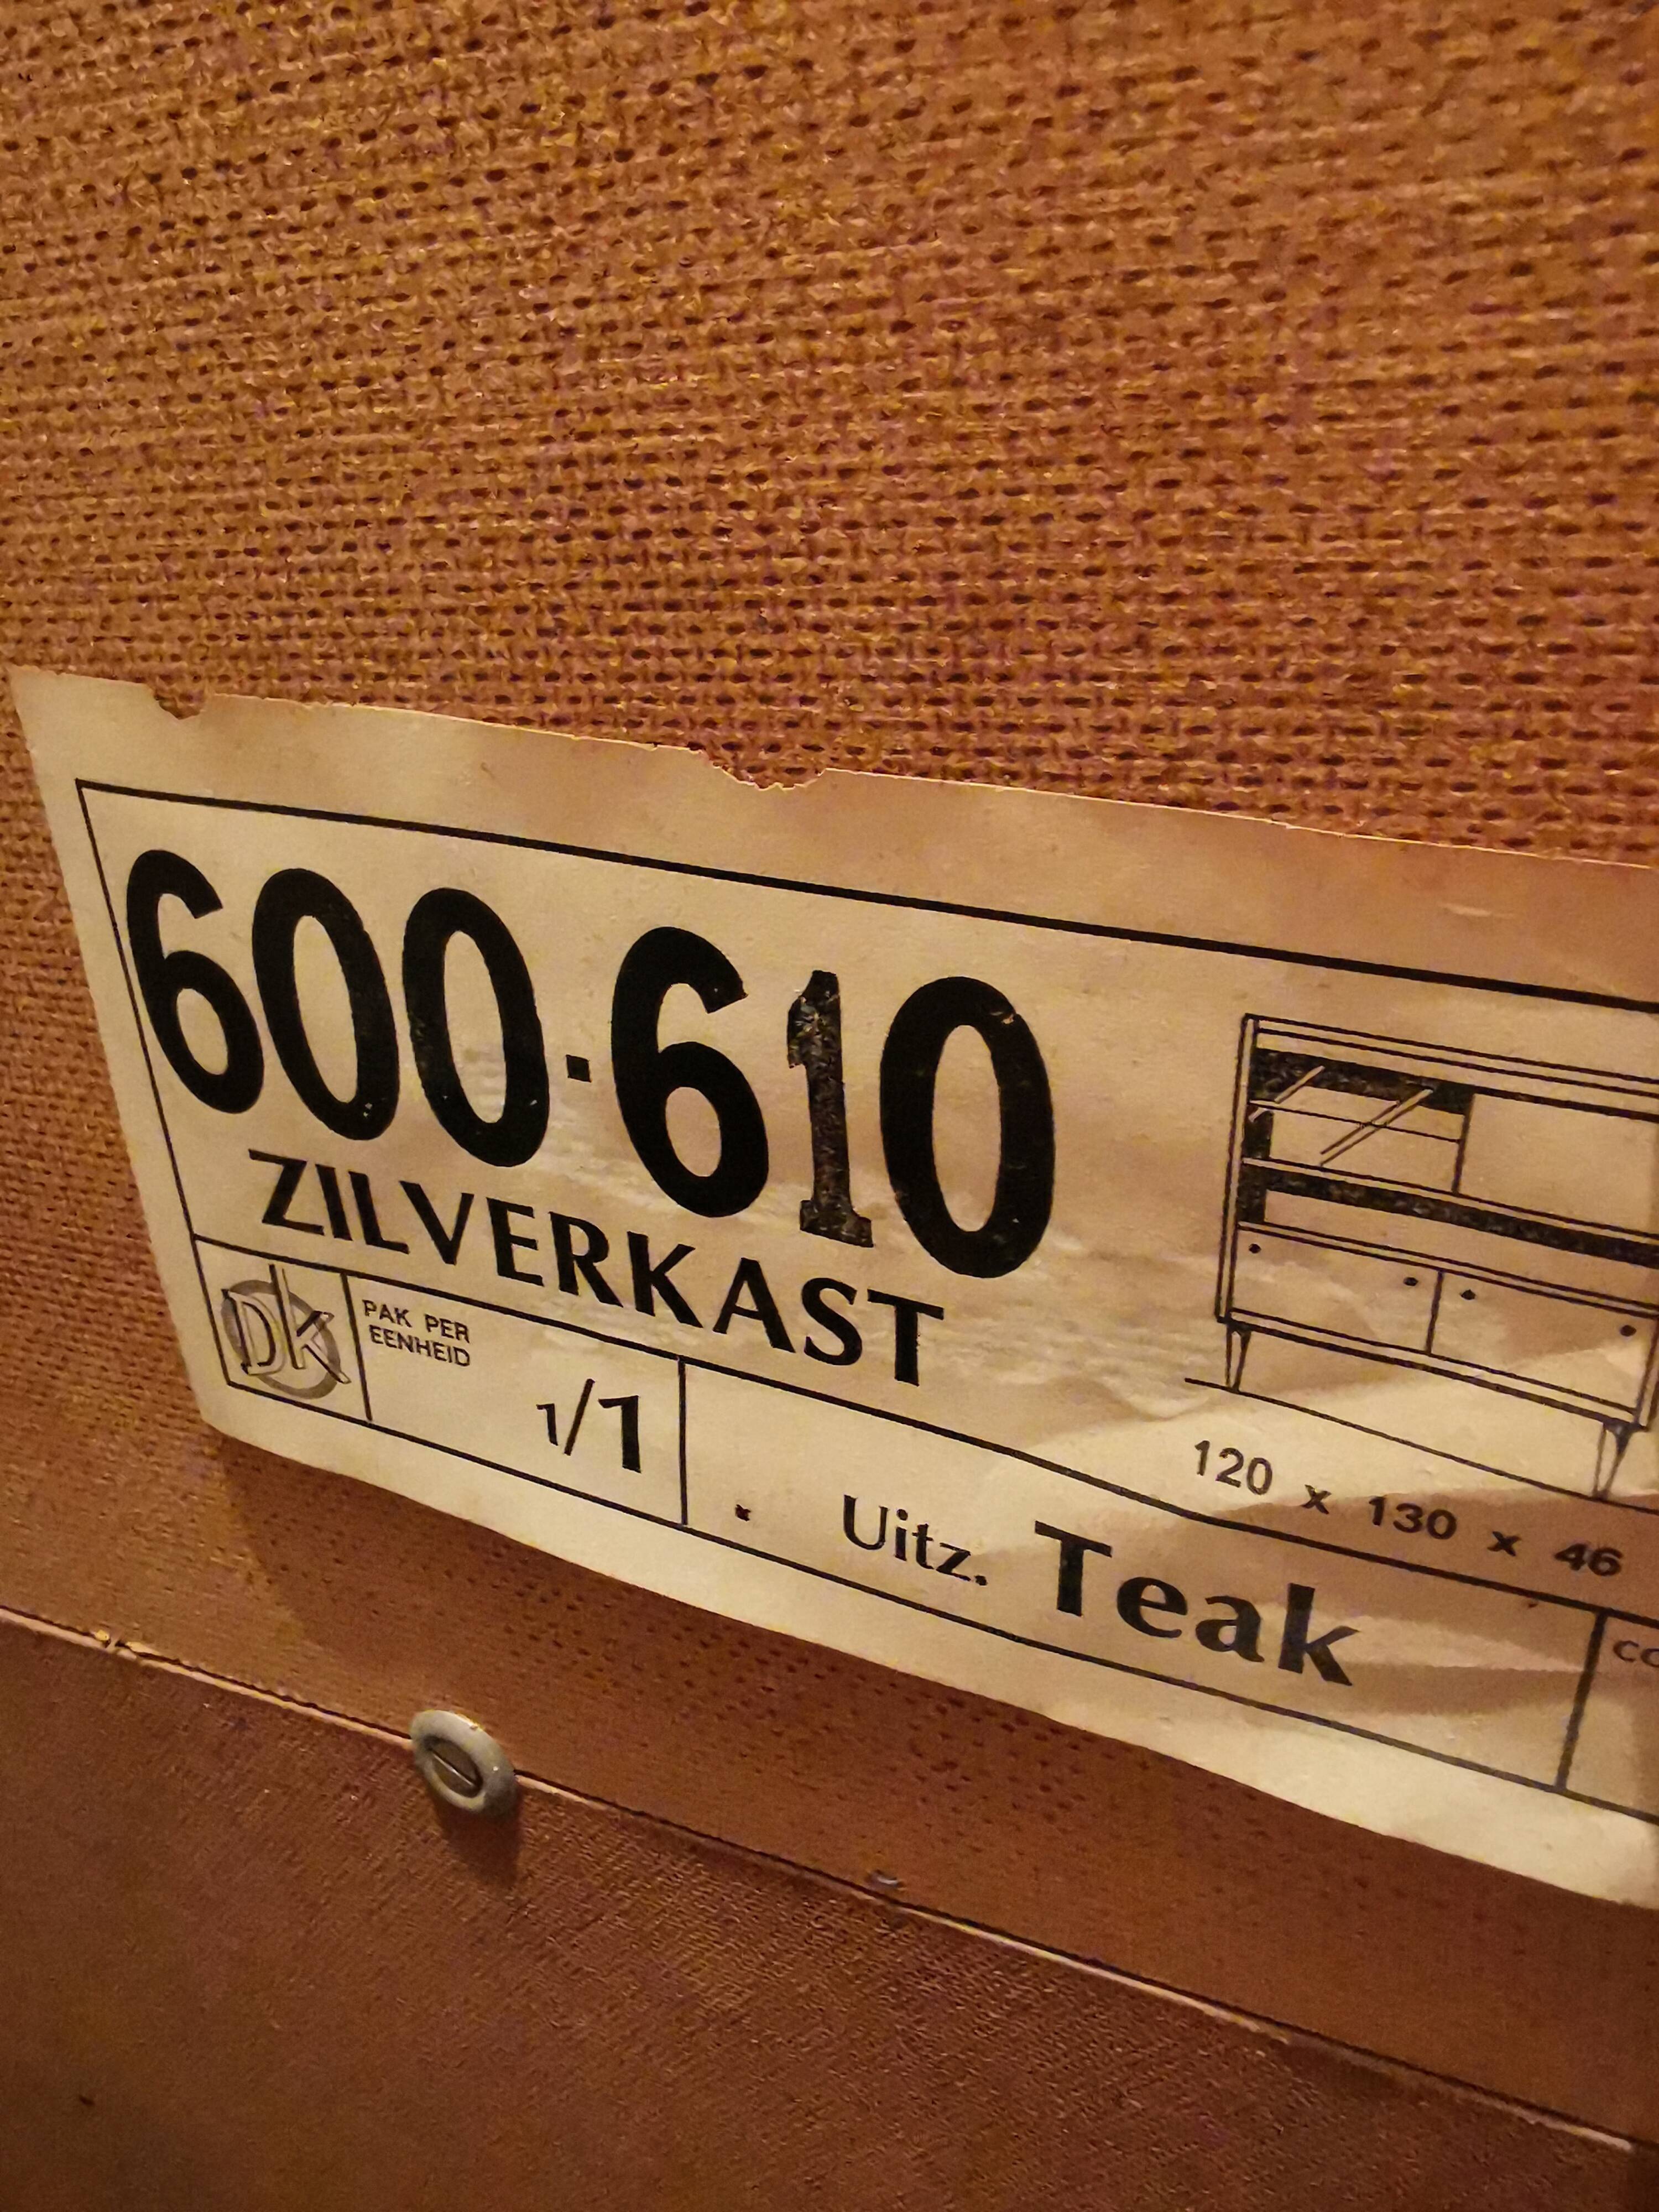 600·610
ZILVERKAST
120 x 130 x 46
DK
PAK PER
EENHEID
1/1
Uitz. Teak